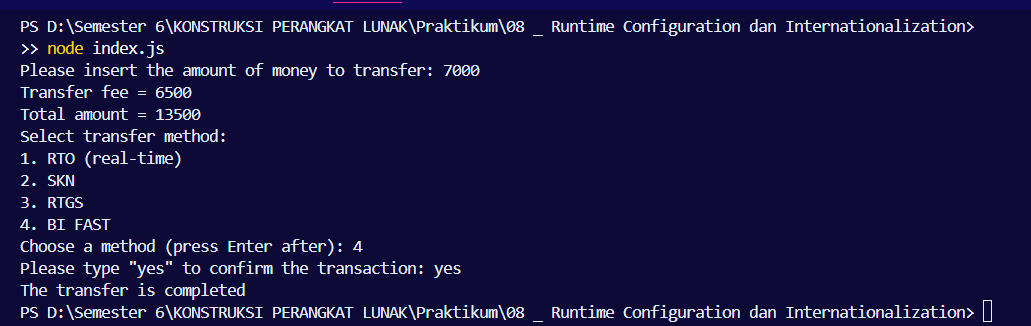 PS D:\Semester 6\KONSTRUKSI PERANGKAT LUNAK\Praktikum\08 _ Runtime Configuration dan Internationalization>
>> node index.js
Please insert the amount of money to transfer: 7000
Transfer fee = 6500
Total amount = 13500
Select transfer method:
1. RTO (real-time)
2. SKN
3. RTGS
4. BI FAST
Choose a method (press Enter after): 4
Please type "yes" to confirm the transaction: yes
The transfer is completed
PS D:\Semester 6\KONSTRUKSI PERANGKAT LUNAK\Praktikum\08 _ Runtime Configuration dan Internationalization>